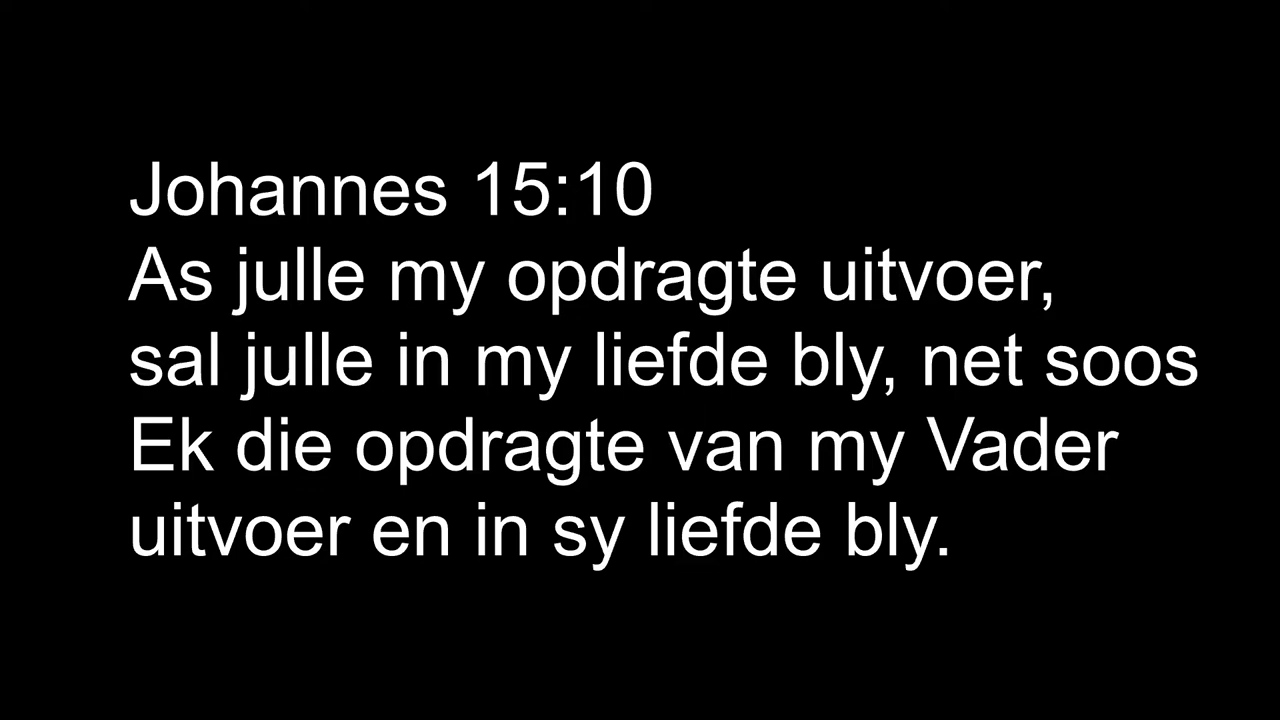 Johannes 15:10
As julle my opdragte uitvoer,
sal julle in my liefde bly, net soos
Ek die opdragte van my Vader
uitvoer en in sy liefde bly.